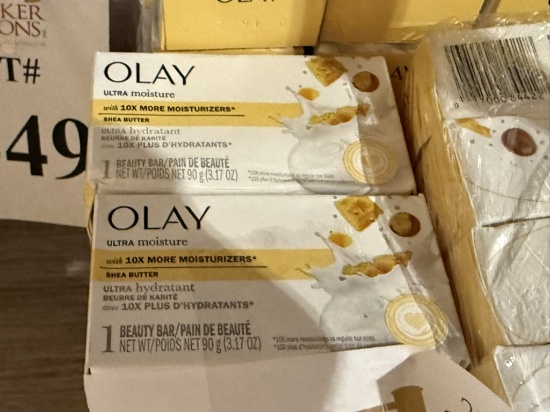 OLAY
KER
ONS
T#
49
OLAY
ULTRA moisture
with 10X MORE MOISTURIZERS*
SHEA BUTTER
ULTRA hydratant
BEURRE DE KARITÉ
avec 10X PLUS D'HYDRATANTS*
1 BEAUTY BAR/PAIN DE BEAUTÉ
NET WT/POIDS NET 90 g (3.17 OZ)
OLAY
ULTRA moisture
with 10X MORE MOISTURIZERS*
SHEA BUTTER
ULTRA hydratant
BEURRE DE KARITÉ
avec 10X PLUS D'HYDRATANTS*
1 BEAUTY BAR/PAIN DE BEAUTÉ
NET WT/POIDS NET 90 g (3.17 OZ)